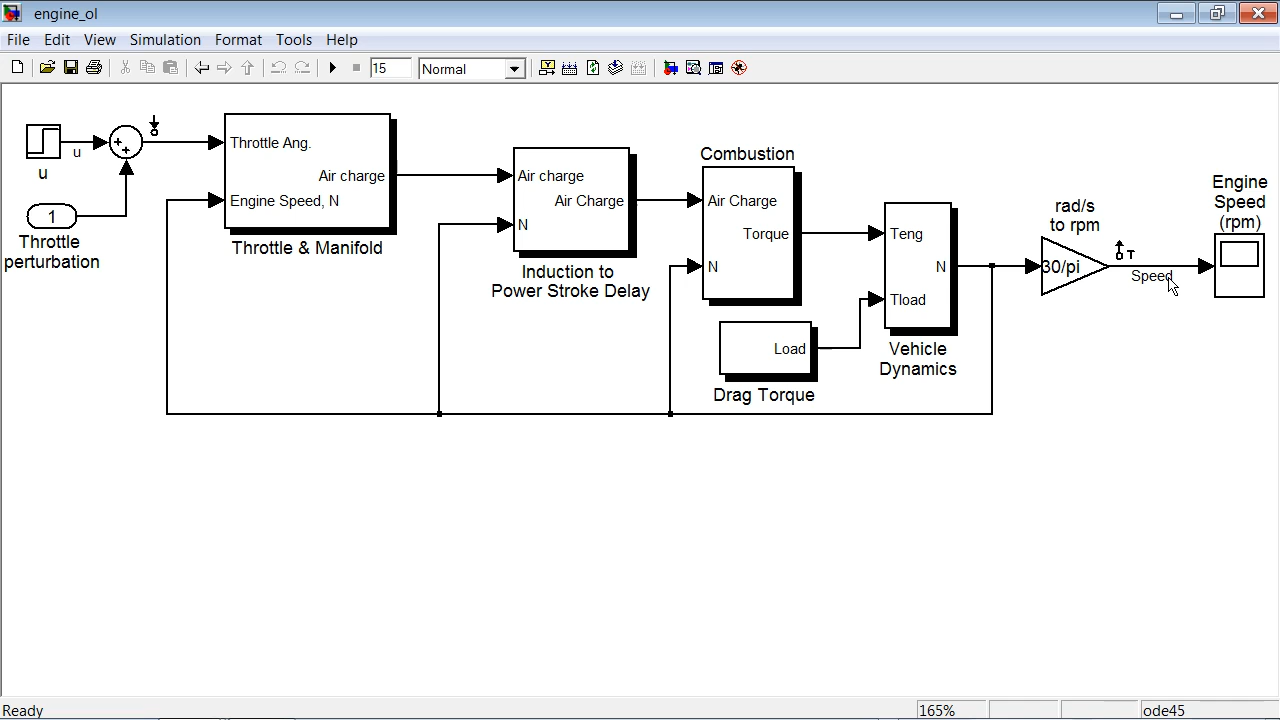 engine_ol
File Edit View Simulation Format Tools Help
15 Normal
u
u
1
Throttle
perturbation
Throttle Ang.
Air charge
Engine Speed, N
Throttle & Manifold
Air charge
Air Charge
N
Induction to
Power Stroke Delay
Combustion
Air Charge
Torque
N
Load
Drag Torque
Teng
N
Tload
Vehicle
Dynamics
rad/s
to rpm
30/pi
T
Speed
Engine
Speed
(rpm)
Ready 165% ode45